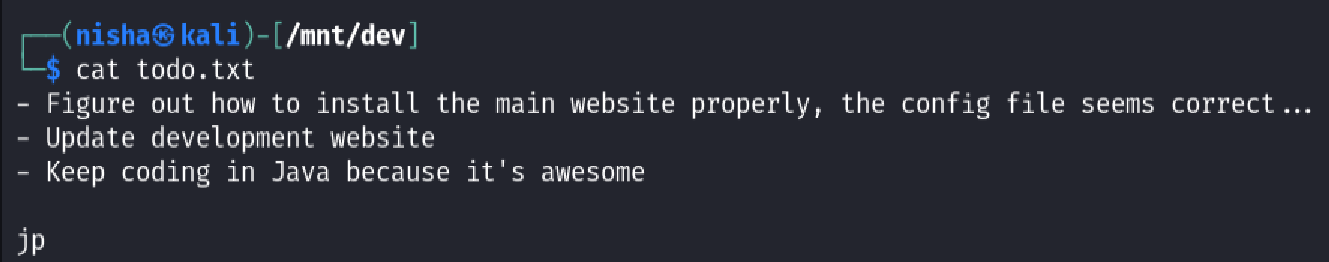 ┌──(nisha㉿kali)-[/mnt/dev]
└─$ cat todo.txt
- Figure out how to install the main website properly, the config file seems correct...
- Update development website
- Keep coding in Java because it's awesome
jp